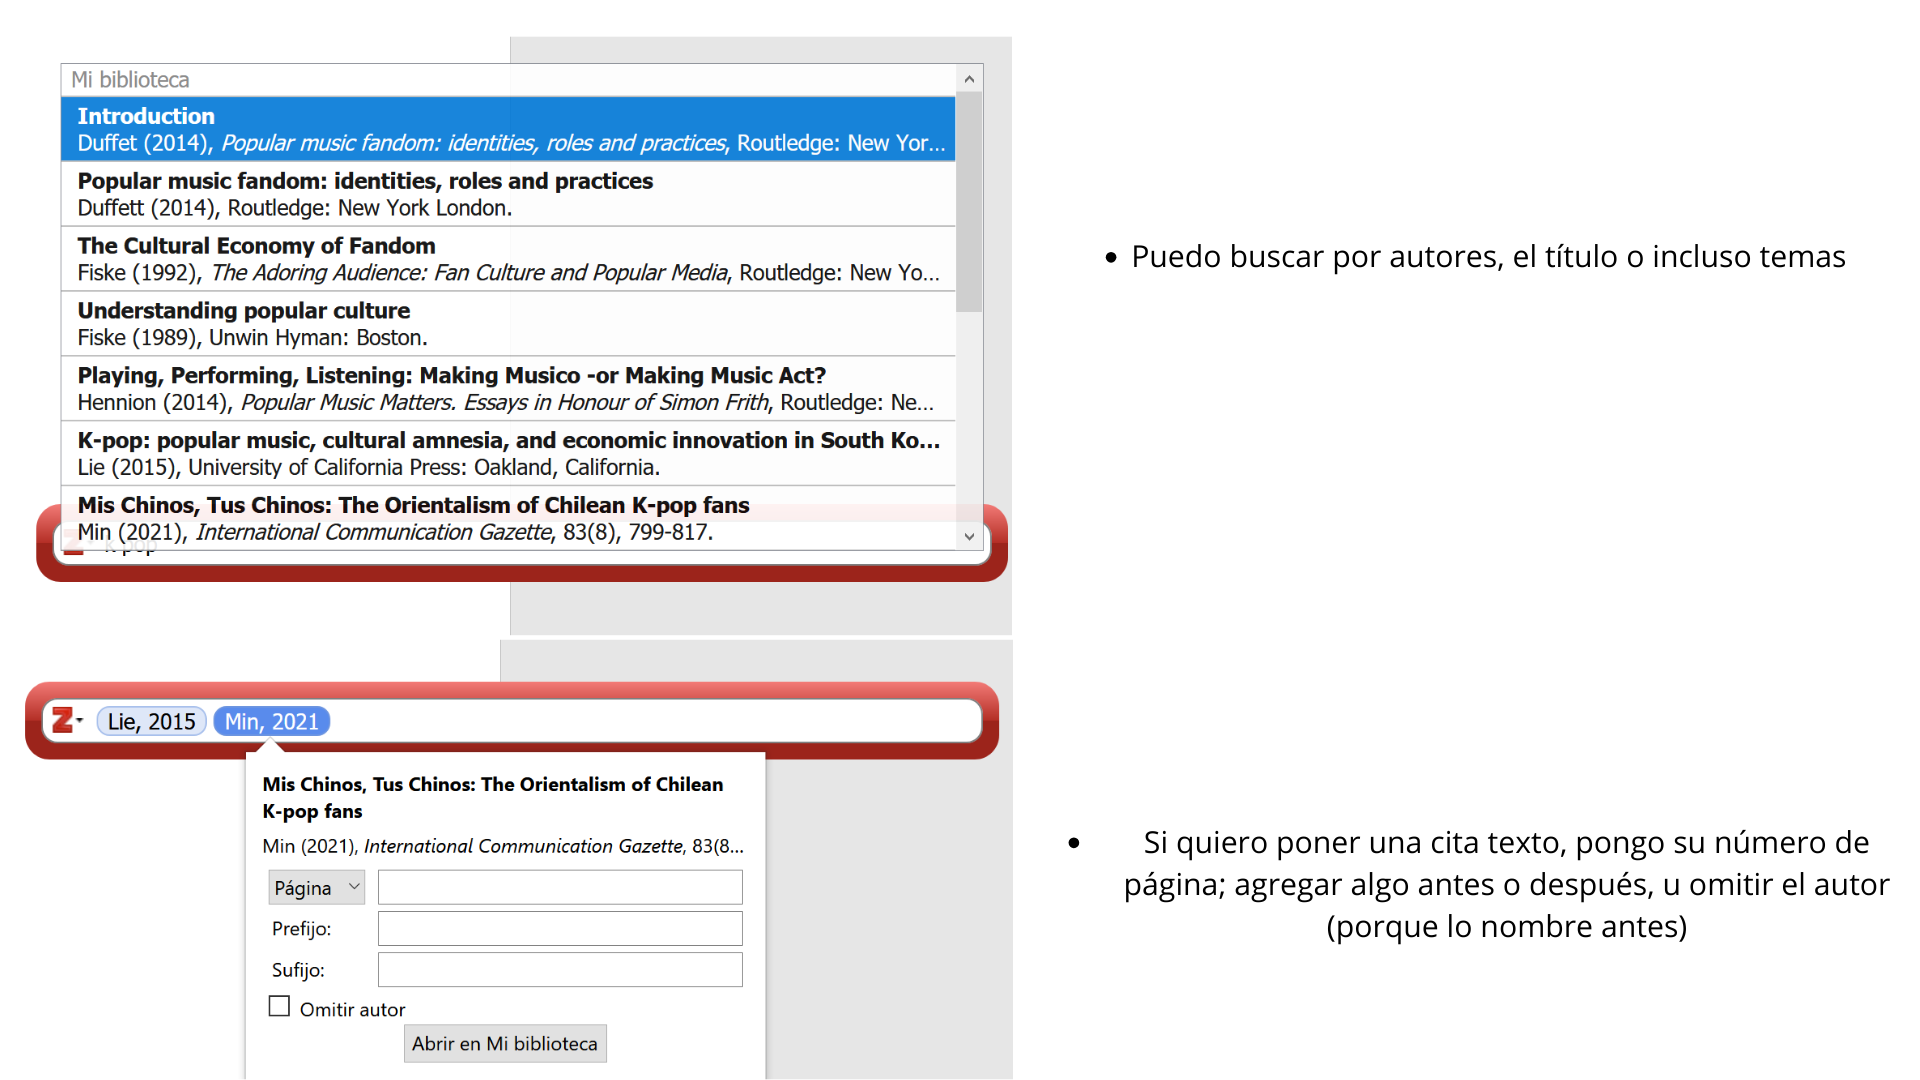 Mi biblioteca
Introduction
Duffet (2014), Popular music fandom: identities, roles and practices, Routledge: New Yor...
Popular music fandom: identities, roles and practices
Duffett (2014), Routledge: New York London.
The Cultural Economy of Fandom
Fiske (1992), The Adoring Audience: Fan Culture and Popular Media, Routledge: New Yo...
Understanding popular culture
Fiske (1989), Unwin Hyman: Boston.
Playing, Performing, Listening: Making Musico -or Making Music Act?
Hennion (2014), Popular Music Matters. Essays in Honour of Simon Frith, Routledge: Ne...
K-pop: popular music, cultural amnesia, and economic innovation in South Ko...
Lie (2015), University of California Press: Oakland, California.
Mis Chinos, Tus Chinos: The Orientalism of Chilean K-pop fans
Min (2021), International Communication Gazette, 83(8), 799-817.
Z K-pop
• Puedo buscar por autores, el título o incluso temas
Z Lie, 2015 Min, 2021
Mis Chinos, Tus Chinos: The Orientalism of Chilean
K-pop fans
Min (2021), International Communication Gazette, 83(8...
Página
Prefijo:
Sufijo:
Omitir autor
Abrir en Mi biblioteca
• Si quiero poner una cita texto, pongo su número de
página; agregar algo antes o después, u omitir el autor
(porque lo nombre antes)